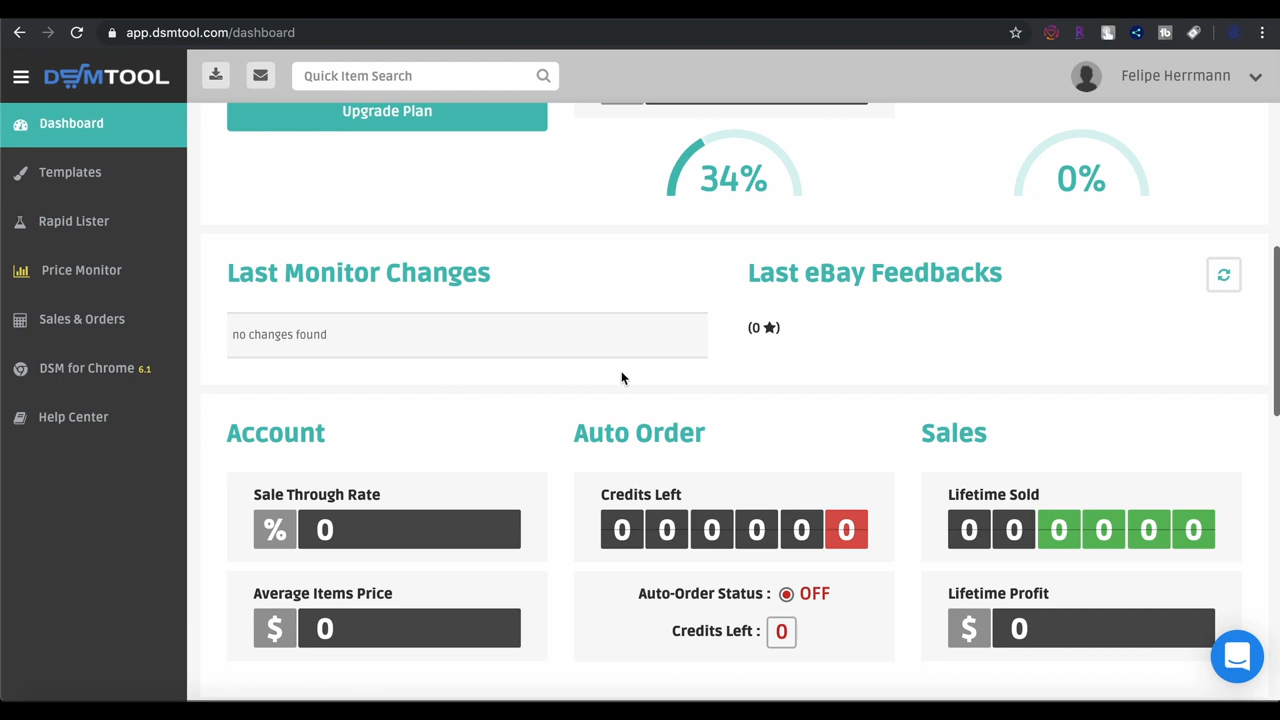 app.dsmtool.com/dashboard
DSMTOOL
Quick Item Search
Felipe Herrmann
Dashboard
Templates
Rapid Lister
Price Monitor
Sales & Orders
DSM for Chrome 6.1
Help Center
Upgrade Plan
34%
0%
Last Monitor Changes
no changes found
Last eBay Feedbacks
(0 ★)
Account
Sale Through Rate
% 0
Average Items Price
$ 0
Auto Order
Credits Left
0 0 0 0 0 0
Auto-Order Status : OFF
Credits Left : 0
Sales
Lifetime Sold
0 0 0 0 0 0
Lifetime Profit
$ 0